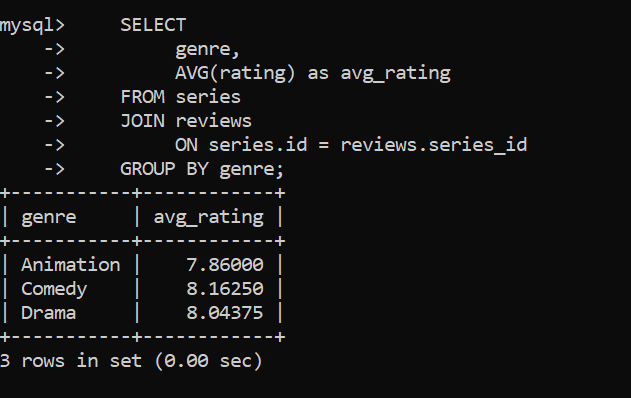 mysql>     SELECT
    ->          genre,
    ->          AVG(rating) as avg_rating
    ->     FROM series
    ->     JOIN reviews
    ->          ON series.id = reviews.series_id
    ->     GROUP BY genre;
+-----------+------------+
| genre     | avg_rating |
+-----------+------------+
| Animation |    7.86000 |
| Comedy    |    8.16250 |
| Drama     |    8.04375 |
+-----------+------------+
3 rows in set (0.00 sec)